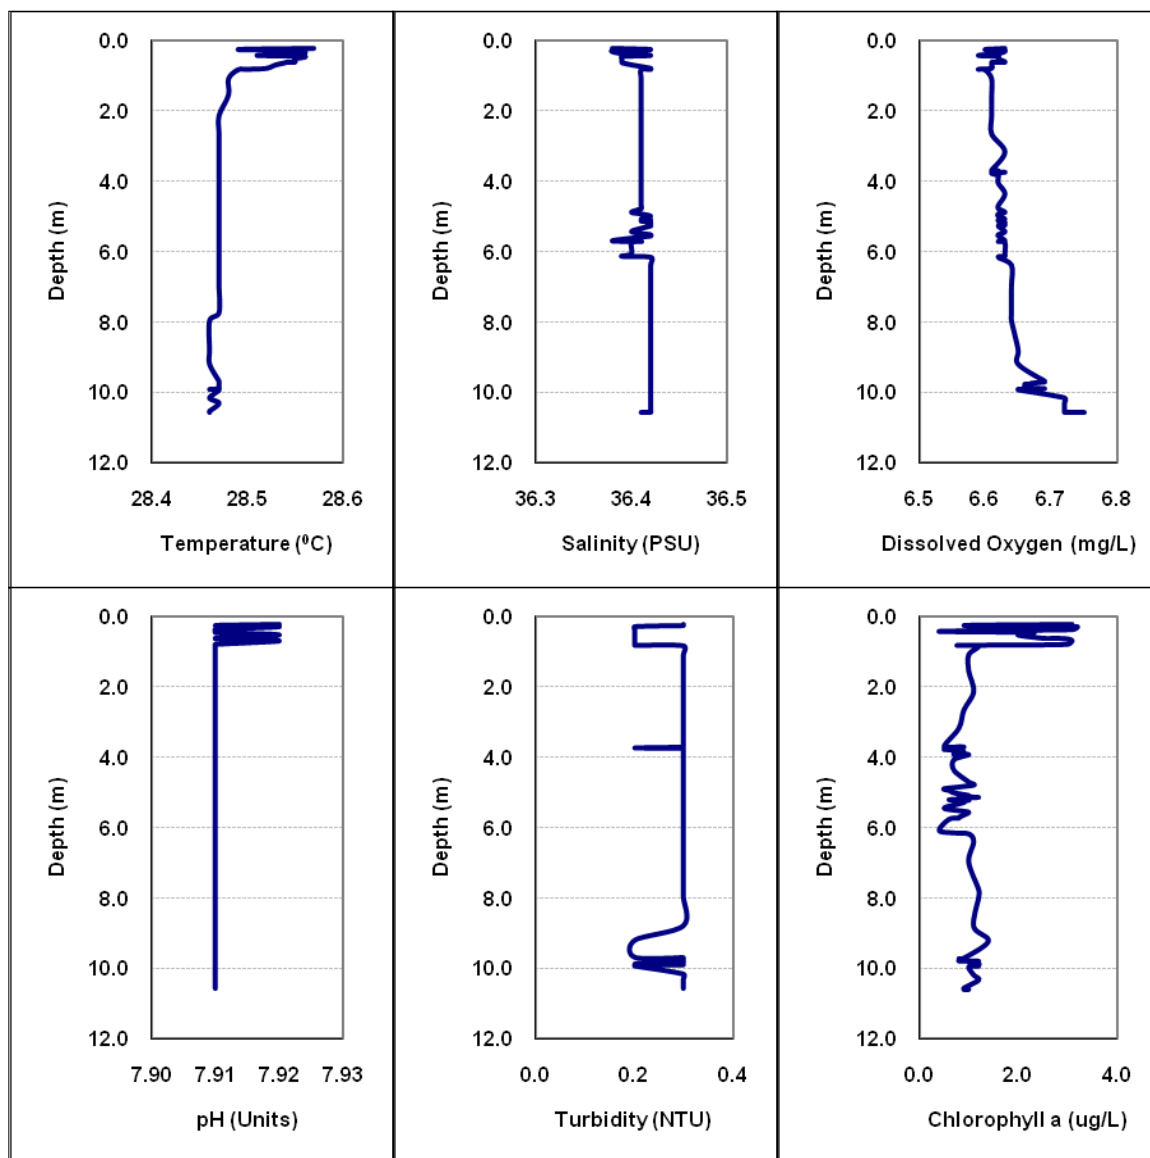 0.0
2.0
4.0
6.0
8.0
10.0
12.0
Depth (m)
28.4 28.5 28.6
Temperature (⁰C)
0.0
2.0
4.0
6.0
8.0
10.0
12.0
Depth (m)
36.3 36.4 36.5
Salinity (PSU)
0.0
2.0
4.0
6.0
8.0
10.0
12.0
Depth (m)
6.5 6.6 6.7 6.8
Dissolved Oxygen (mg/L)
0.0
2.0
4.0
6.0
8.0
10.0
12.0
Depth (m)
7.90 7.91 7.92 7.93
pH (Units)
0.0
2.0
4.0
6.0
8.0
10.0
12.0
Depth (m)
0.0 0.2 0.4
Turbidity (NTU)
0.0
2.0
4.0
6.0
8.0
10.0
12.0
Depth (m)
0.0 2.0 4.0
Chlorophyll a (ug/L)